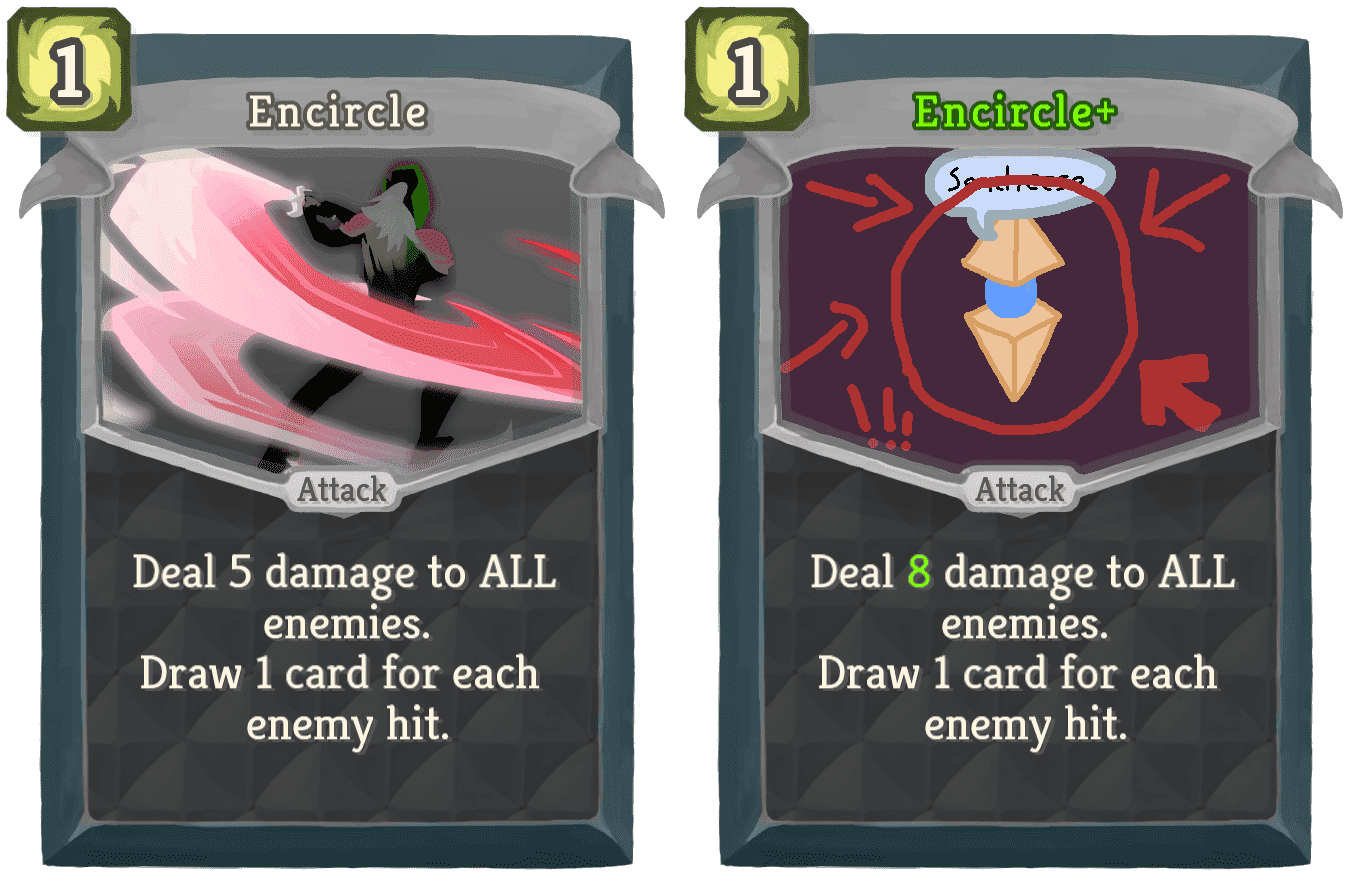 1
Encircle
Attack
Deal 5 damage to ALL
enemies.
Draw 1 card for each
enemy hit.
1
Encircle+
Attack
Deal 8 damage to ALL
enemies.
Draw 1 card for each
enemy hit.